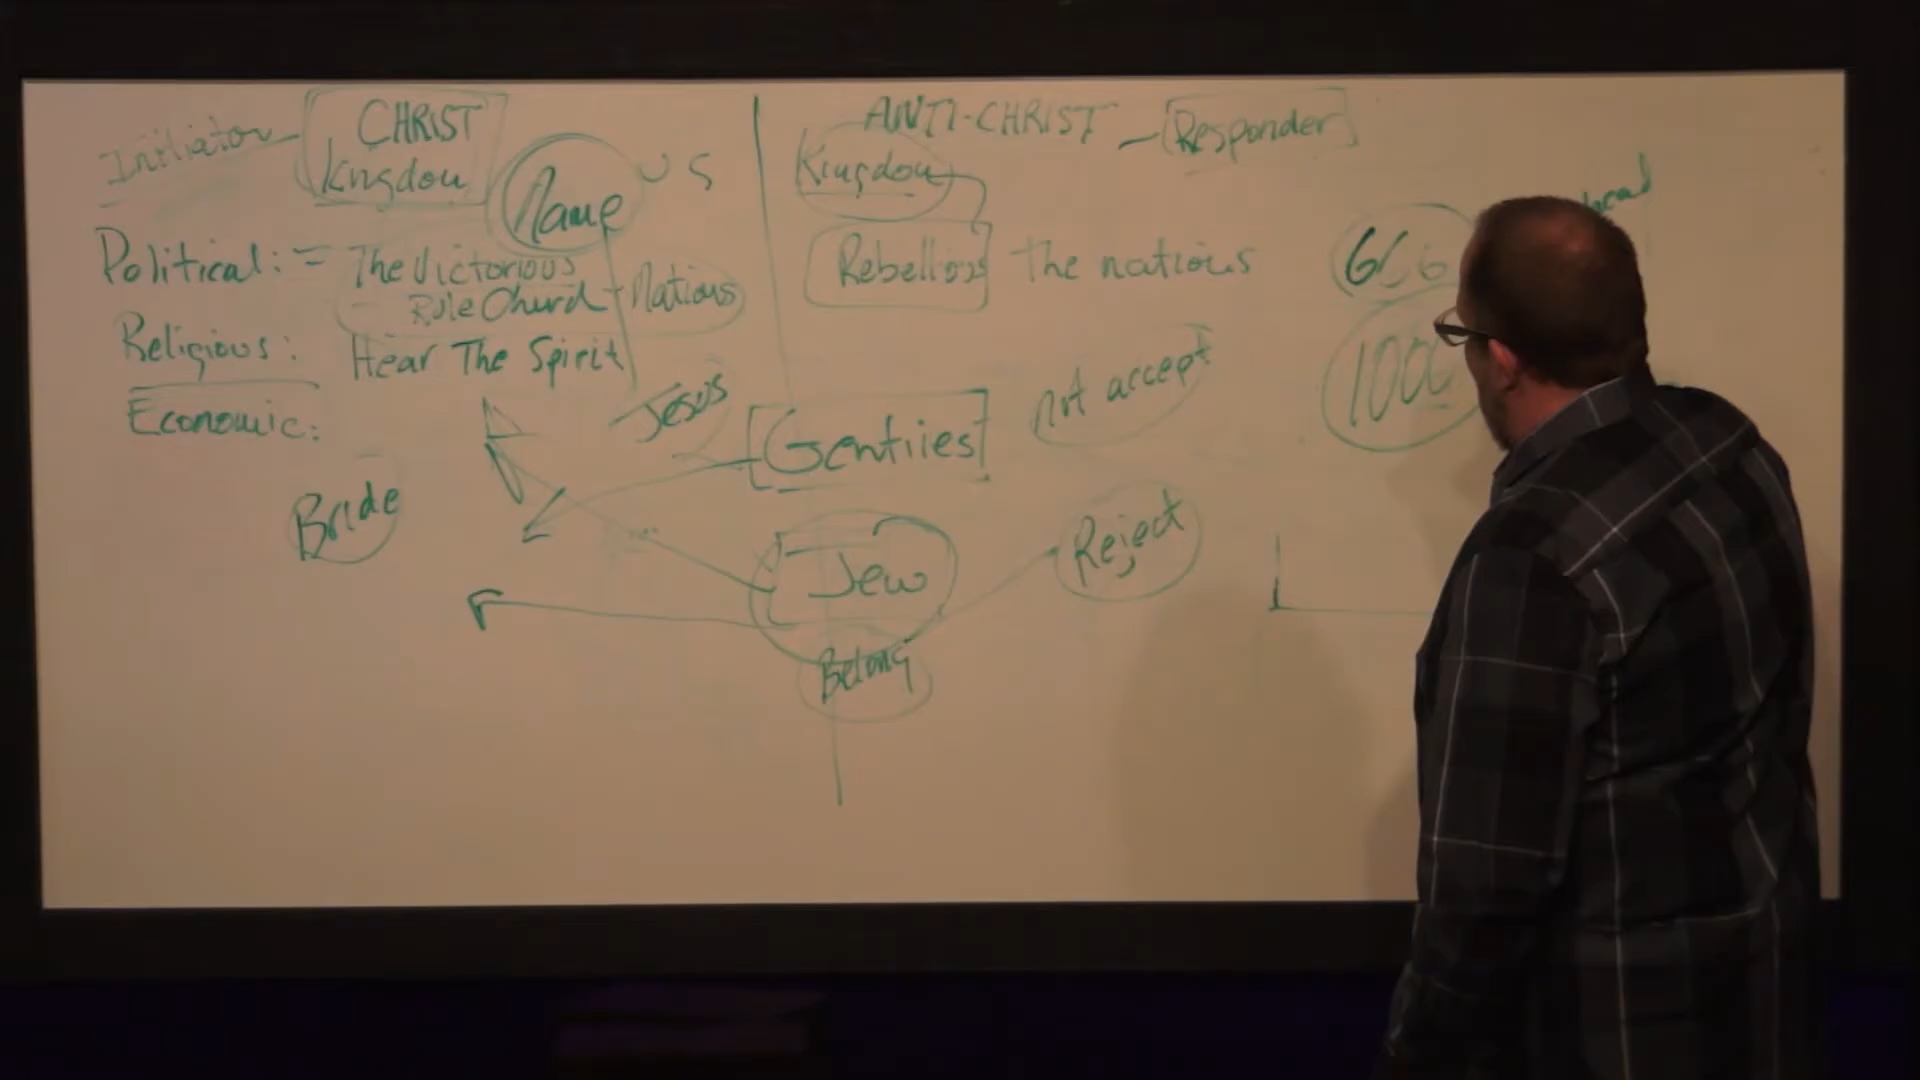 Initiator CHRIST
Kingdom
Name
US
Political: = The Victorious
Rule Church + Nations
Religious: Hear The Spirit
Economic:
Bride
Jesus
ANTI-CHRIST - Responder
Kingdom
Rebellious The nations
666
Gentiles
not accept
Jew
Reject
Belong